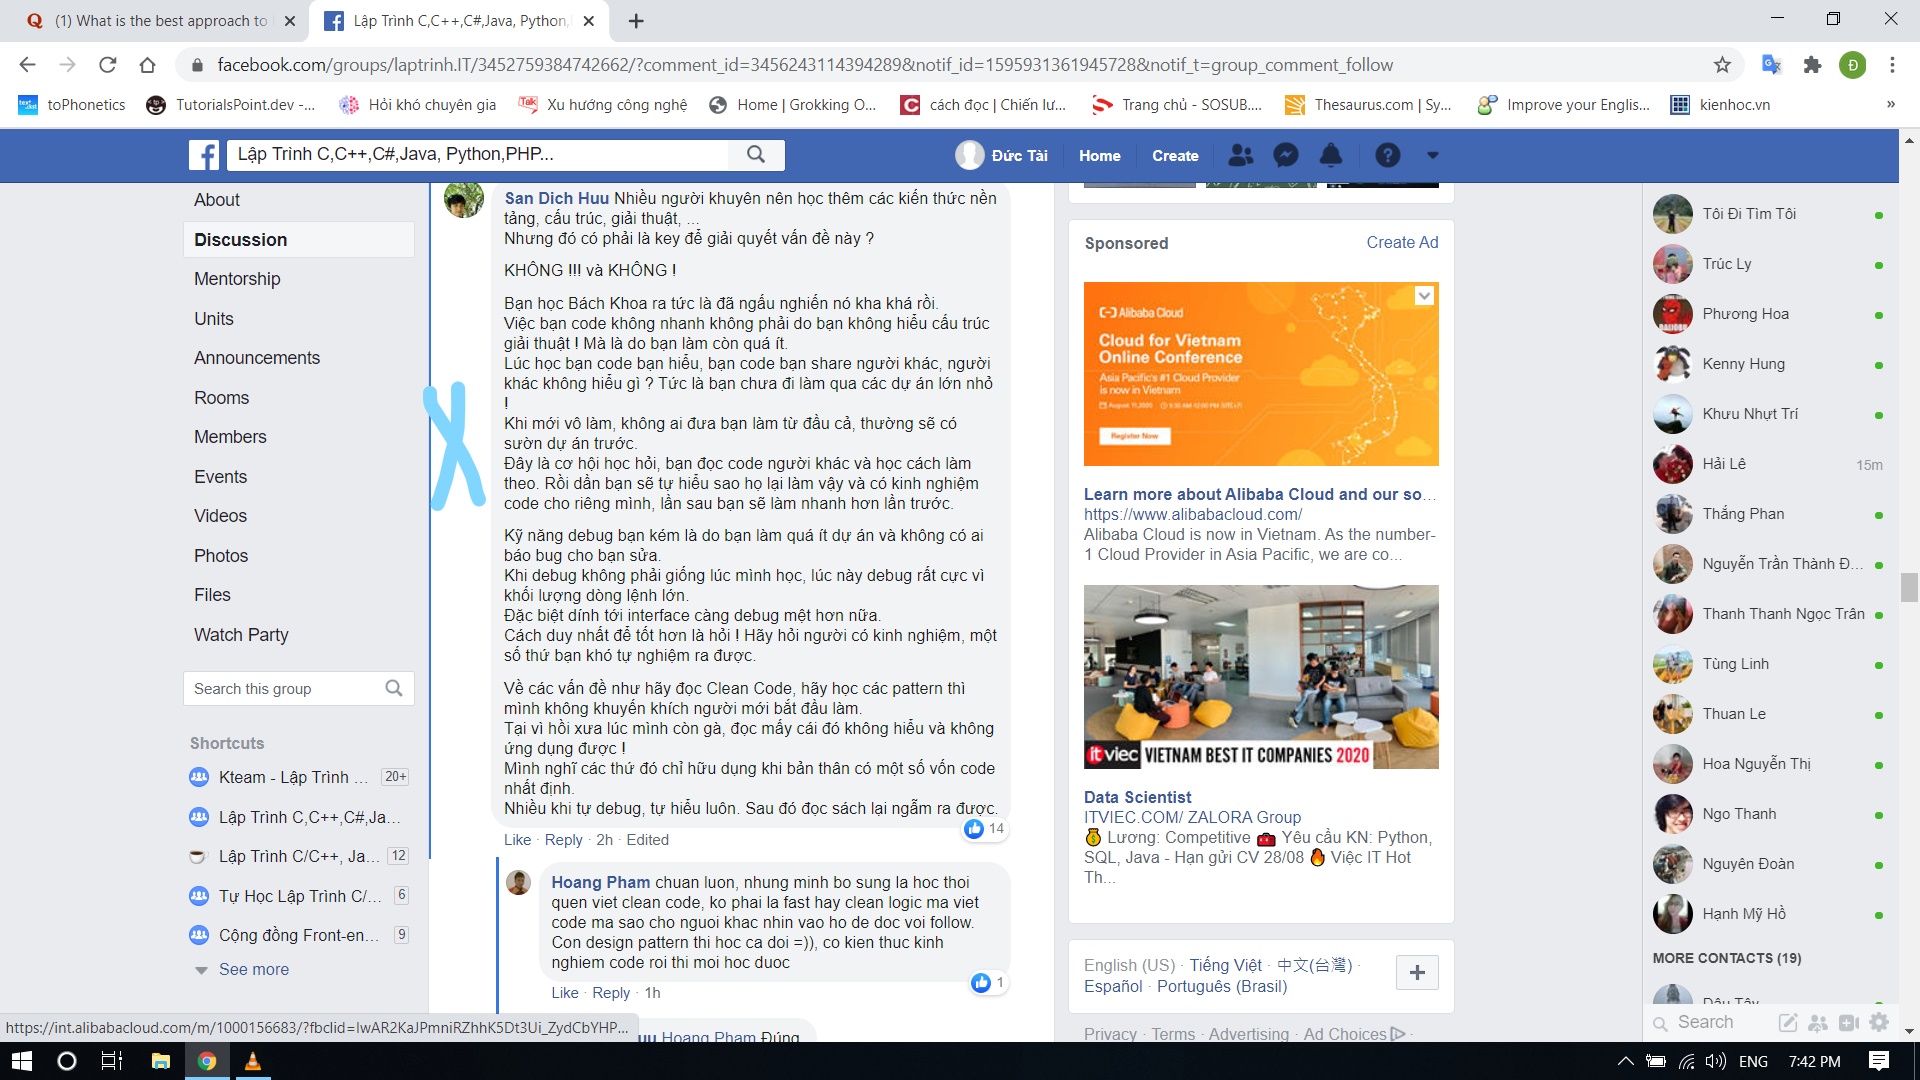 (1) What is the best approach to
Lập Trình C,C++,C#,Java, Python,
facebook.com/groups/laptrinh.IT/3452759384742662/?comment_id=3456243114394289&notif_id=1595931361945728&notif_t=group_comment_follow
Đ
toPhonetics
TutorialsPoint.dev -...
Hỏi khó chuyên gia
Xu hướng công nghệ
Home | Grokking O...
cách đọc | Chiến lư...
Trang chủ - SOSUB....
Thesaurus.com | Sy...
Improve your Englis...
kienhoc.vn
»
Lập Trình C,C++,C#,Java, Python,PHP...
Đức Tài
Home
Create
About
Discussion
Mentorship
Units
Announcements
Rooms
Members
Events
Videos
Photos
Files
Watch Party
Search this group
Shortcuts
Kteam - Lập Trình ... 20+
Lập Trình C,C++,C#,Ja...
Lập Trình C/C++, Ja... 12
Tự Học Lập Trình C/... 6
Cộng đồng Front-en... 9
See more
San Dich Huu Nhiều người khuyên nên học thêm các kiến thức nền
tảng, cấu trúc, giải thuật, ...
Nhưng đó có phải là key để giải quyết vấn đề này ?
KHÔNG !!! và KHÔNG !
Bạn học Bách Khoa ra tức là đã ngấu nghiến nó kha khá rồi.
Việc bạn code không nhanh không phải do bạn không hiểu cấu trúc
giải thuật ! Mà là do bạn làm còn quá ít.
Lúc học bạn code bạn hiểu, bạn code bạn share người khác, người
khác không hiểu gì ? Tức là bạn chưa đi làm qua các dự án lớn nhỏ
!
Khi mới vô làm, không ai đưa bạn làm từ đầu cả, thường sẽ có
sườn dự án trước.
Đây là cơ hội học hỏi, bạn đọc code người khác và học cách làm
theo. Rồi dần bạn sẽ tự hiểu sao họ lại làm vậy và có kinh nghiệm
code cho riêng mình, lần sau bạn sẽ làm nhanh hơn lần trước.
Kỹ năng debug bạn kém là do bạn làm quá ít dự án và không có ai
báo bug cho bạn sửa.
Khi debug không phải giống lúc mình học, lúc này debug rất cực vì
khối lượng dòng lệnh lớn.
Đặc biệt dính tới interface càng debug mệt hơn nữa.
Cách duy nhất để tốt hơn là hỏi ! Hãy hỏi người có kinh nghiệm, một
số thứ bạn khó tự nghiệm ra được.
Về các vấn đề như hãy đọc Clean Code, hãy học các pattern thì
mình không khuyến khích người mới bắt đầu làm.
Tại vì hồi xưa lúc mình còn gà, đọc mấy cái đó không hiểu và không
ứng dụng được !
Mình nghĩ các thứ đó chỉ hữu dụng khi bản thân có một số vốn code
nhất định.
Nhiều khi tự debug, tự hiểu luôn. Sau đó đọc sách lại ngẫm ra được.
14
Like · Reply · 2h · Edited
Hoang Pham chuan luon, nhung minh bo sung la hoc thoi
quen viet clean code, ko phai la fast hay clean logic ma viet
code ma sao cho nguoi khac nhin vao ho de doc voi follow.
Con design pattern thi hoc ca doi =)), co kien thuc kinh
nghiem code roi thi moi hoc duoc
1
Like · Reply · 1h
uu Hoang Pham Đúng
https://int.alibabacloud.com/m/1000156683/?fbclid=IwAR2KaJPmniRZhhK5Dt3Ui_ZydCbYHP...
Sponsored
Create Ad
Alibaba Cloud
Cloud for Vietnam
Online Conference
Asia Pacific's #1 Cloud Provider
is now in Vietnam
August 11, 2020 9:30 AM-12:00 PM (UTC+7)
Register Now
Learn more about Alibaba Cloud and our so...
https://www.alibabacloud.com/
Alibaba Cloud is now in Vietnam. As the number-
1 Cloud Provider in Asia Pacific, we are co...
itviec VIETNAM BEST IT COMPANIES 2020
Data Scientist
ITVIEC.COM/ ZALORA Group
💰 Lương: Competitive 🧰 Yêu cầu KN: Python,
SQL, Java - Hạn gửi CV 28/08 🔥 Việc IT Hot
Th...
English (US) · Tiếng Việt · 中文(台灣) ·
Español · Português (Brasil)
Privacy · Terms · Advertising · Ad Choices ·
Tôi Đi Tìm Tôi
Trúc Ly
Phương Hoa
Kenny Hung
Khưu Nhựt Trí
Hải Lê 15m
Thắng Phan
Nguyễn Trần Thành Đ...
Thanh Thanh Ngọc Trân
Tùng Linh
Thuan Le
Hoa Nguyễn Thị
Ngo Thanh
Nguyên Đoàn
Hạnh Mỹ Hồ
MORE CONTACTS (19)
Dâu Tây
Search
ENG
7:42 PM